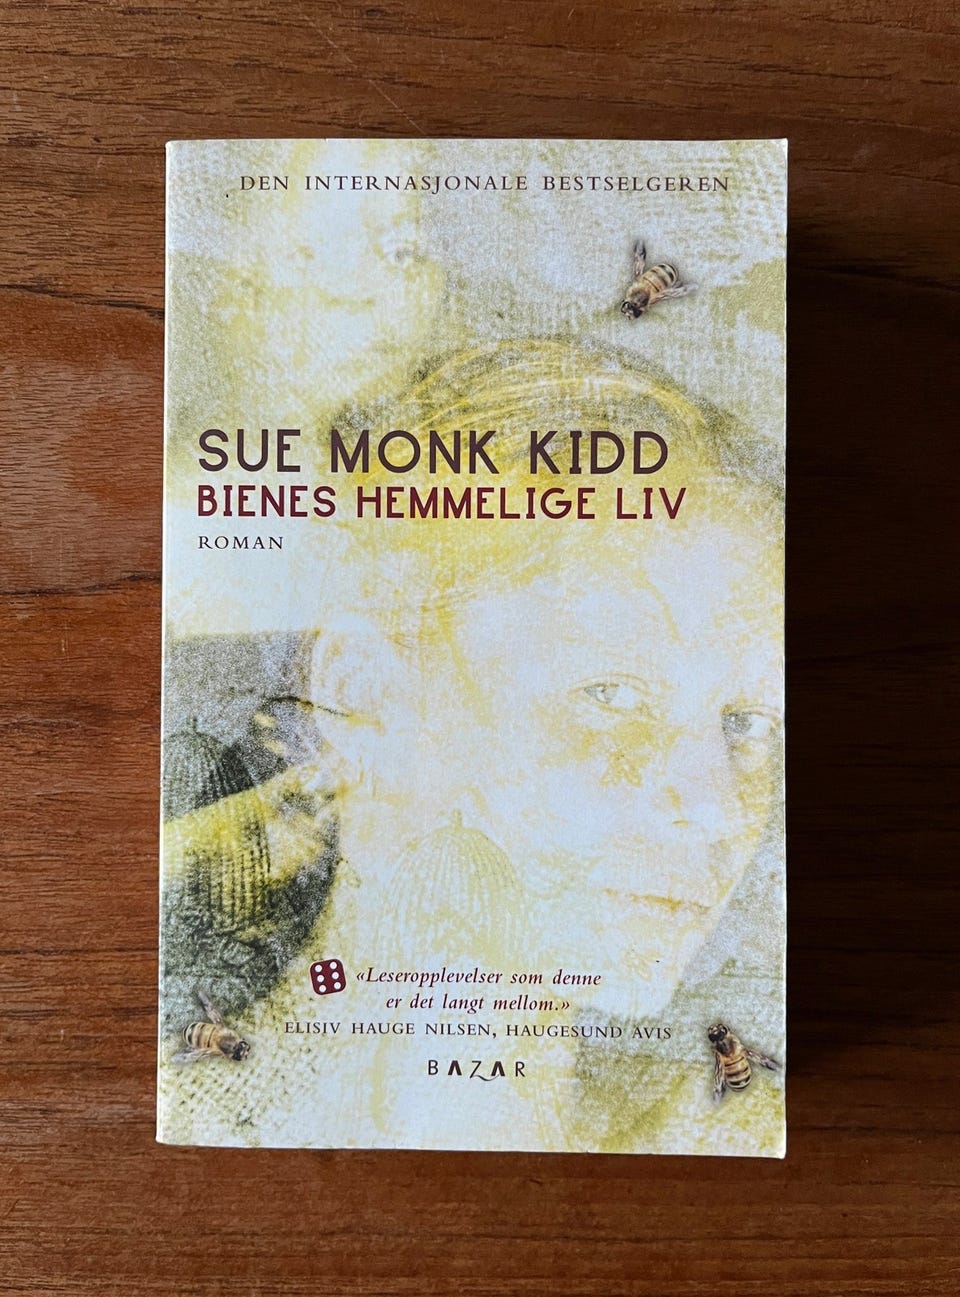 DEN INTERNASJONALE BESTSELGEREN
SUE MONK KIDD
BIENES HEMMELIGE LIV
ROMAN
«Leseropplevelser som denne
er det langt mellom.»
ELISIV HAUGE NILSEN, HAUGESUND AVIS
BAZAR